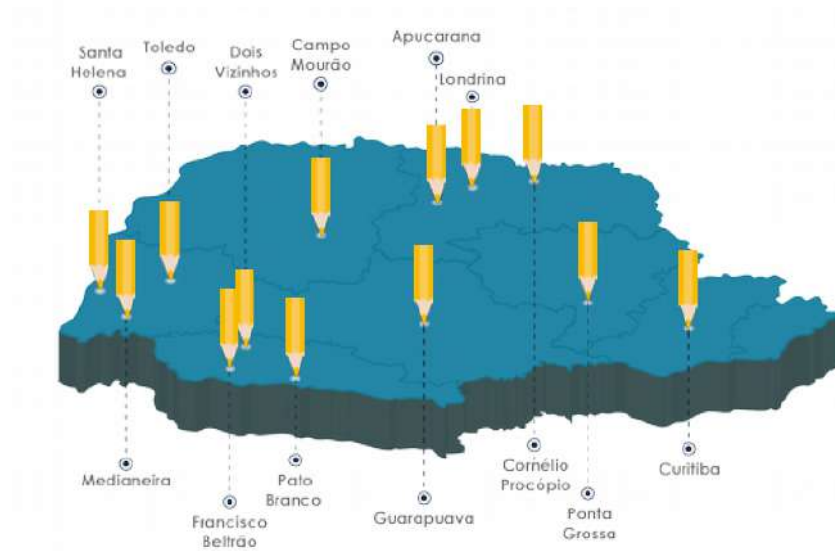 Santa
Helena
Toledo
Dois
Vizinhos
Campo
Mourão
Apucarana
Londrina
Medianeira
Francisco
Beltrão
Pato
Branco
Guarapuava
Cornélio
Procópio
Ponta
Grossa
Curitiba